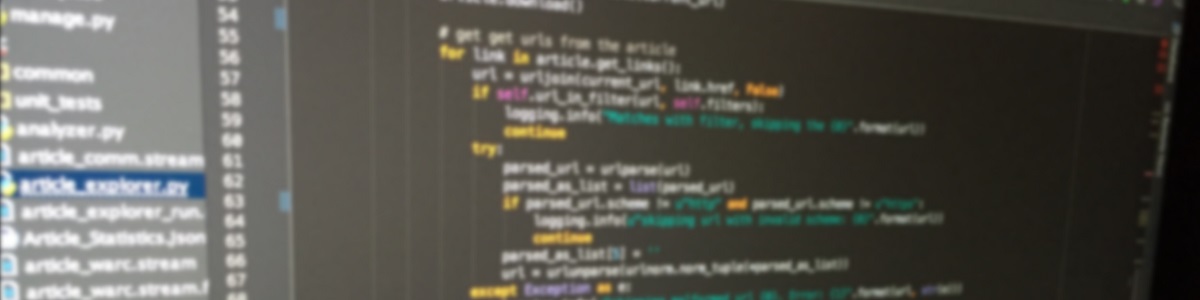 manage.py
common
unit_tests
analyzer.py
article_comm.stream
article_explorer.py
article_explorer_run.
Article_Statistics.json
article_warc.stream
article_warc.stream.
54
55
56
57
58
59
60
61
62
63
64
65
66
67
68
# get get urls from the article
for link in article.get_links():
url = urljoin(current_url, link.href, False)
if self.url_in_filter(url, self.filters):
logging.info("Matches with filter, skipping the {}".format(url))
continue
try:
parsed_url = urlparse(url)
parsed_as_list = list(parsed_url)
if parsed_url.scheme != u"http" and parsed_url.scheme != u"https":
logging.info(u"skipping url with invalid scheme: {}".format(url))
continue
parsed_as_list[5] = ''
url = urlunparse(urlnorm.norm_tuple(*parsed_as_list))
except Exception as e: